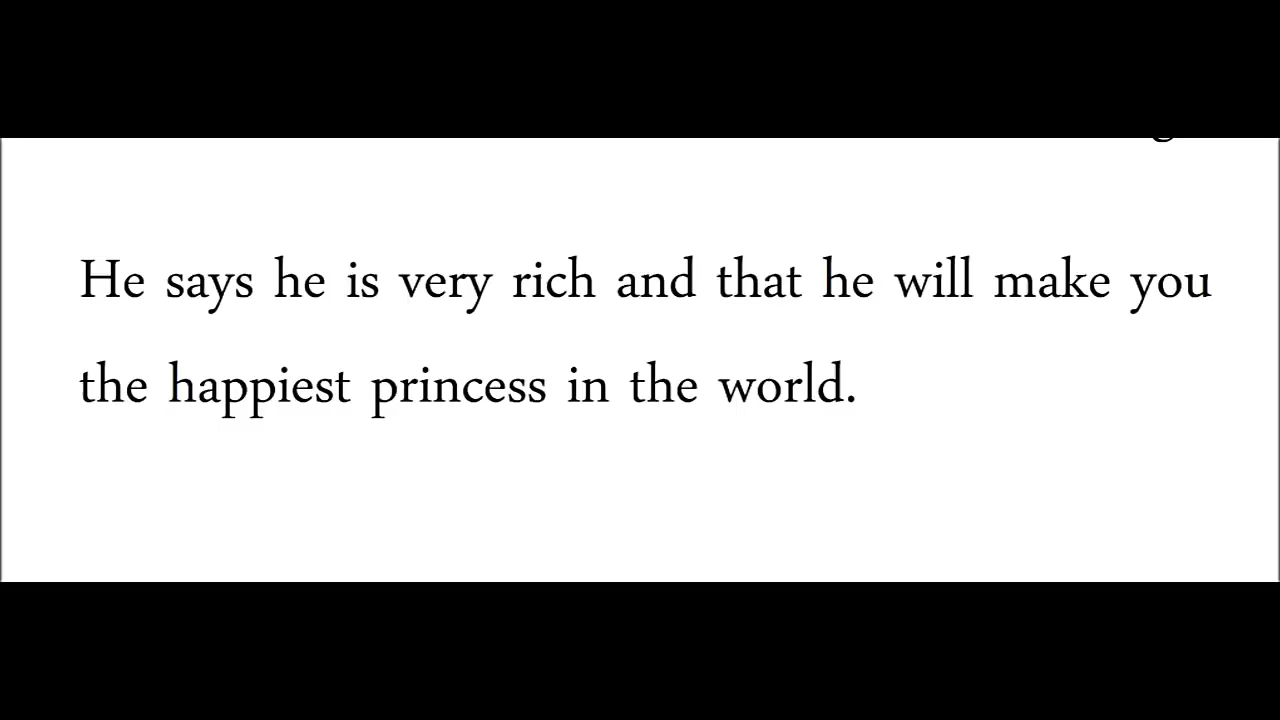 He says he is very rich and that he will make you
the happiest princess in the world.